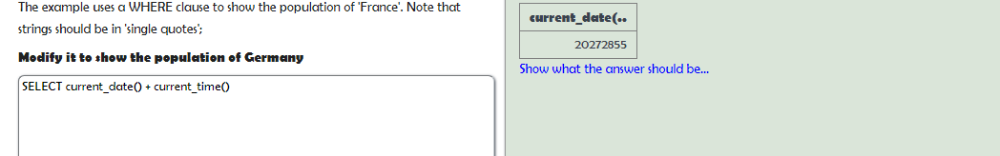 The example uses a WHERE clause to show the population of 'France'. Note that
strings should be in 'single quotes';
Modify it to show the population of Germany
SELECT current_date() + current_time()
current_date(..
20272855
Show what the answer should be...